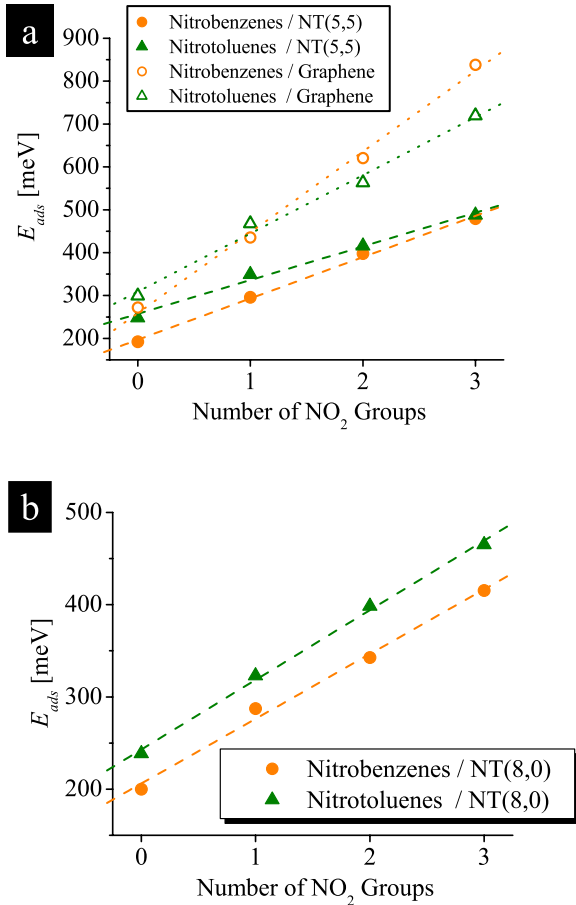 a
Nitrobenzenes / NT(5,5)
Nitrotoluenes / NT(5,5)
Nitrobenzenes / Graphene
Nitrotoluenes / Graphene
900
800
700
600
500
400
300
200
E_ads [meV]
0 1 2 3
Number of NO₂ Groups
b
500
400
300
200
E_ads [meV]
Nitrobenzenes / NT(8,0)
Nitrotoluenes / NT(8,0)
0 1 2 3
Number of NO₂ Groups